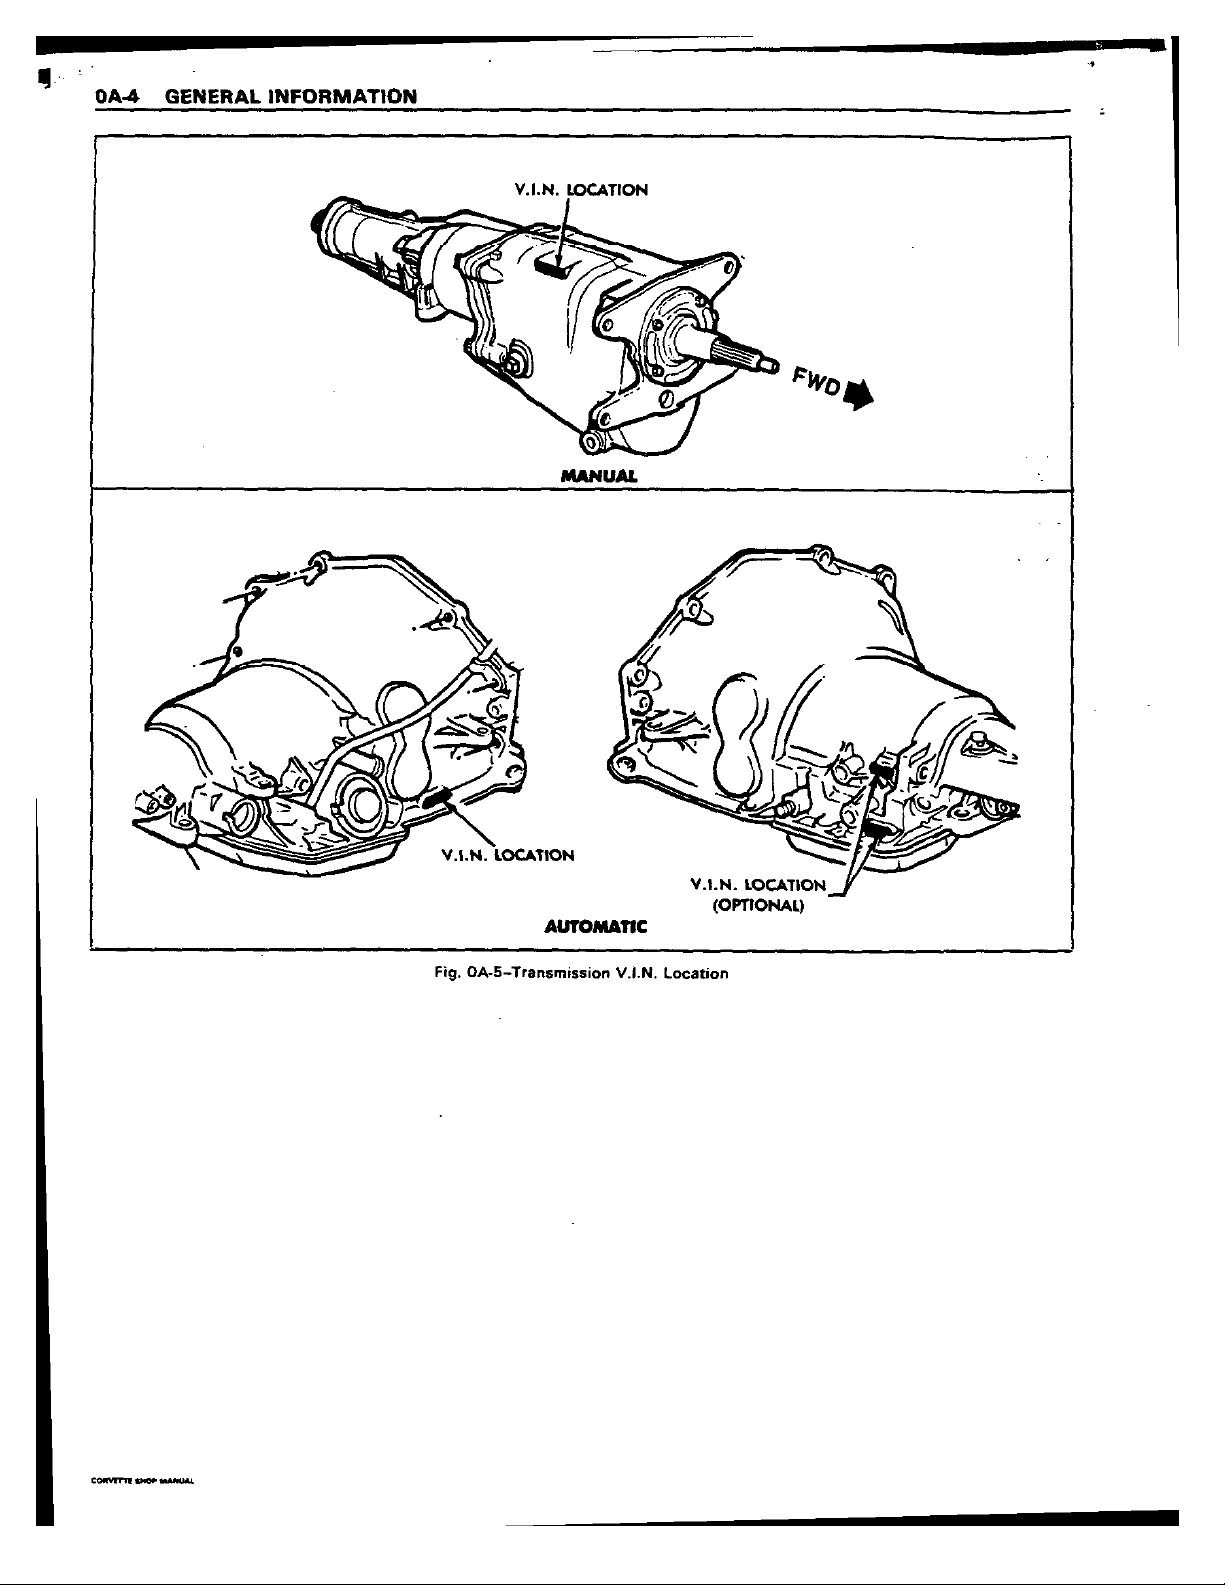 0A-4 GENERAL INFORMATION
V.I.N. LOCATION
FWD
MANUAL
V.I.N. LOCATION
V.I.N. LOCATION
(OPTIONAL)
AUTOMATIC
Fig. 0A-5-Transmission V.I.N. Location
CORVETTE SHOP MANUAL